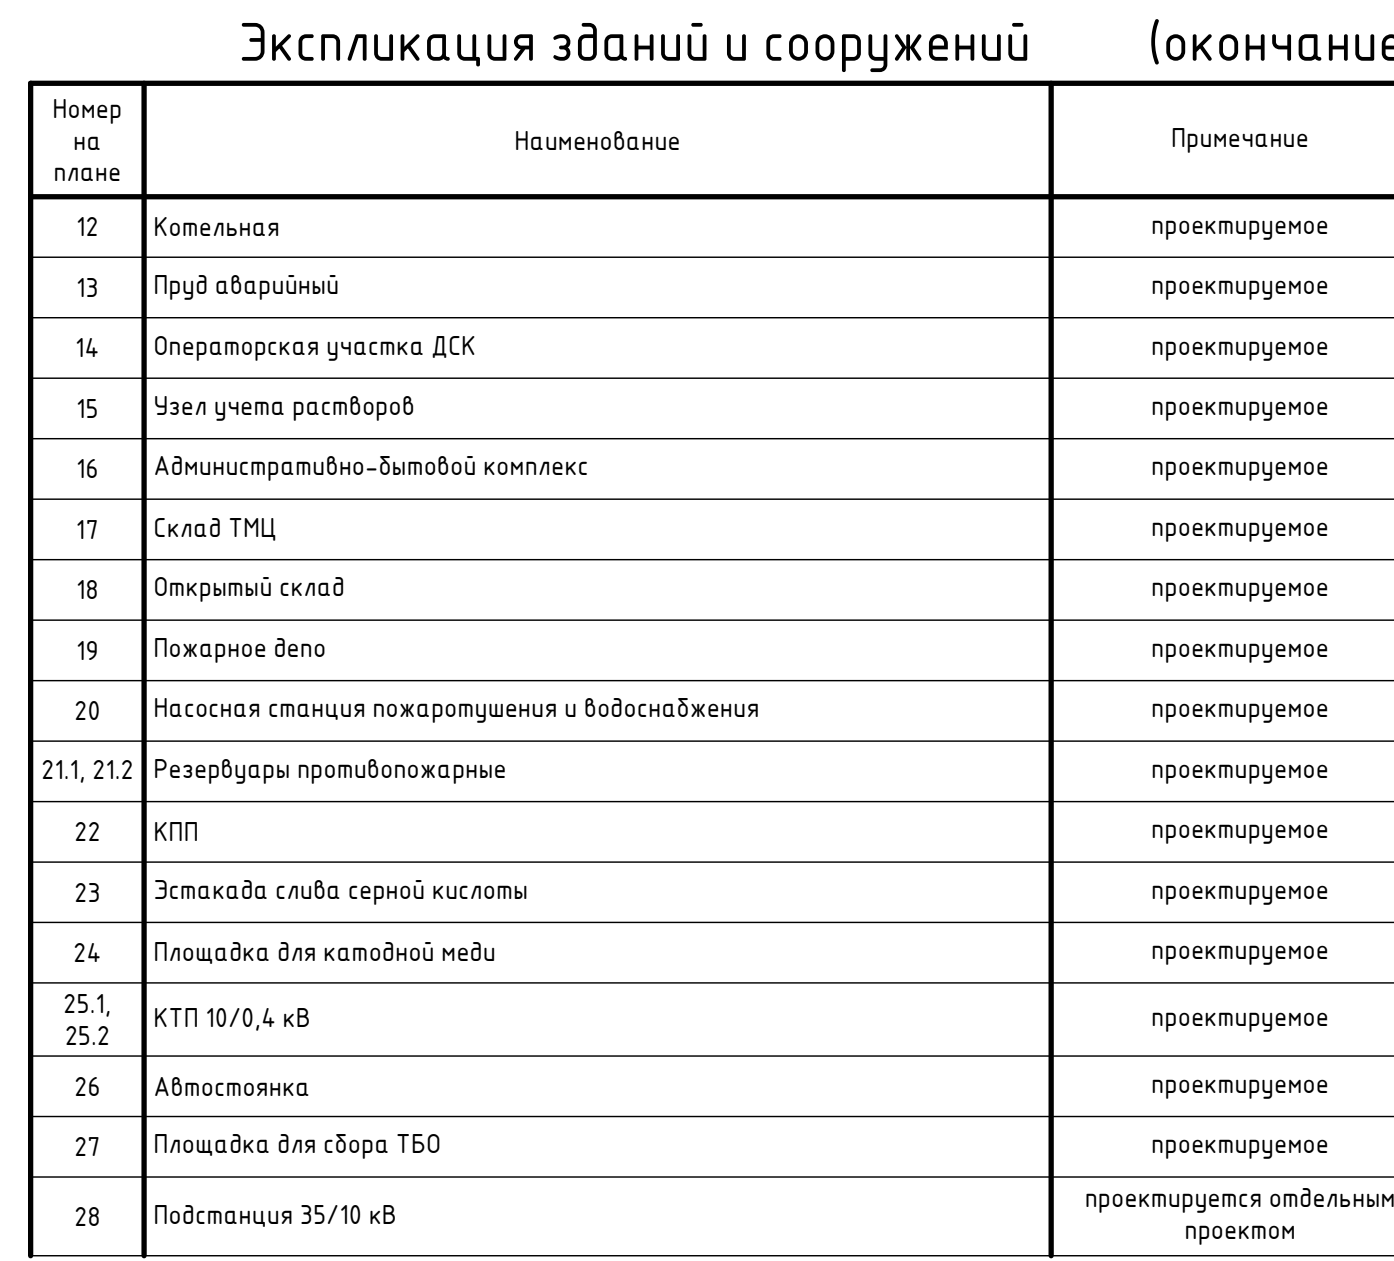 Экспликация зданий и сооружений (окончание
Номер
на
плане
Наименование
Примечание
12 Котельная проектируемое
13 Пруд аварийный проектируемое
14 Операторская участка ДСК проектируемое
15 Узел учета растворов проектируемое
16 Административно-бытовой комплекс проектируемое
17 Склад ТМЦ проектируемое
18 Открытый склад проектируемое
19 Пожарное депо проектируемое
20 Насосная станция пожаротушения и водоснабжения проектируемое
21.1, 21.2 Резервуары противопожарные проектируемое
22 КПП проектируемое
23 Эстакада слива серной кислоты проектируемое
24 Площадка для катодной меди проектируемое
25.1,
25.2
КТП 10/0,4 кВ проектируемое
26 Автостоянка проектируемое
27 Площадка для сбора ТБО проектируемое
28 Подстанция 35/10 кВ
проектируется отдельным
проектом